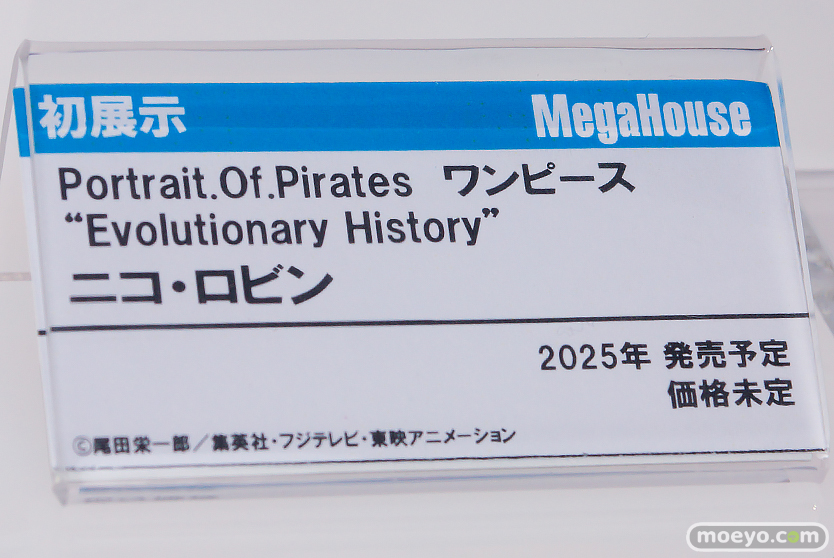 初展示 MegaHouse
Portrait.Of.Pirates ワンピース
“Evolutionary History”
ニコ・ロビン
2025年 発売予定
価格未定
©尾田栄一郎／集英社・フジテレビ・東映アニメーション
moeyo.com